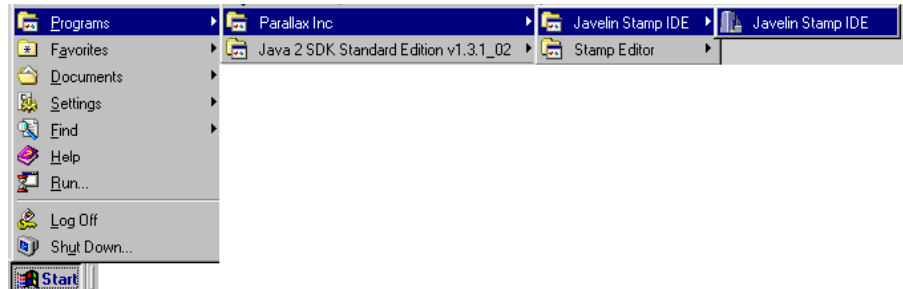 Programs
Parallax Inc
Javelin Stamp IDE
Javelin Stamp IDE
Favorites
Java 2 SDK Standard Edition v1.3.1_02
Stamp Editor
Documents
Settings
Find
Help
Run...
Log Off
Shut Down...
Start